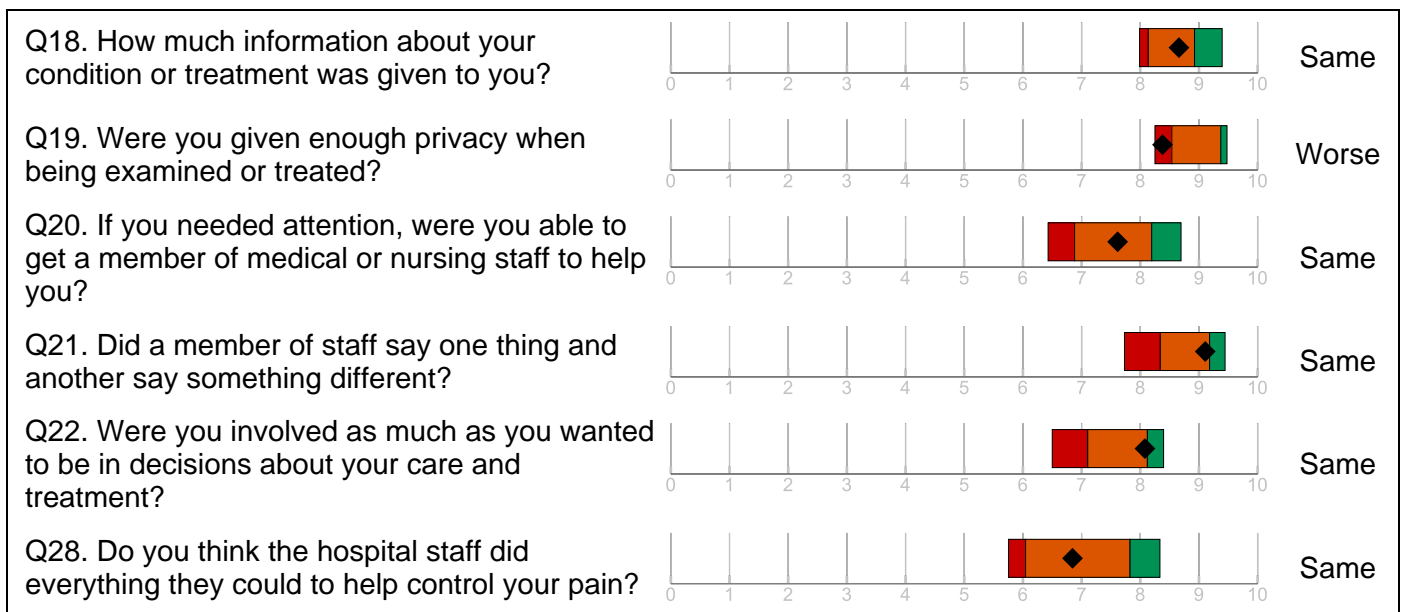 Q18. How much information about your
condition or treatment was given to you?
0 1 2 3 4 5 6 7 8 9 10
Same
Q19. Were you given enough privacy when
being examined or treated?
0 1 2 3 4 5 6 7 8 9 10
Worse
Q20. If you needed attention, were you able to
get a member of medical or nursing staff to help
you?
0 1 2 3 4 5 6 7 8 9 10
Same
Q21. Did a member of staff say one thing and
another say something different?
0 1 2 3 4 5 6 7 8 9 10
Same
Q22. Were you involved as much as you wanted
to be in decisions about your care and
treatment?
0 1 2 3 4 5 6 7 8 9 10
Same
Q28. Do you think the hospital staff did
everything they could to help control your pain?
0 1 2 3 4 5 6 7 8 9 10
Same